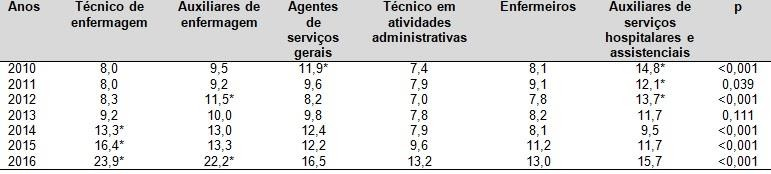 Anos Técnico de enfermagem Auxiliares de enfermagem Agentes de serviços gerais Técnico em atividades administrativas Enfermeiros Auxiliares de serviços hospitalares e assistenciais p
2010 8,0 9,5 11,9* 7,4 8,1 14,8* <0,001
2011 8,0 9,2 9,6 7,9 9,1 12,1* 0,039
2012 8,3 11,5* 8,2 7,0 7,8 13,7* <0,001
2013 9,2 10,0 9,8 7,8 8,2 11,7 0,111
2014 13,3* 13,0 12,4 7,9 8,1 9,5 <0,001
2015 16,4* 13,3 12,2 9,6 11,2 11,7 <0,001
2016 23,9* 22,2* 16,5 13,2 13,0 15,7 <0,001